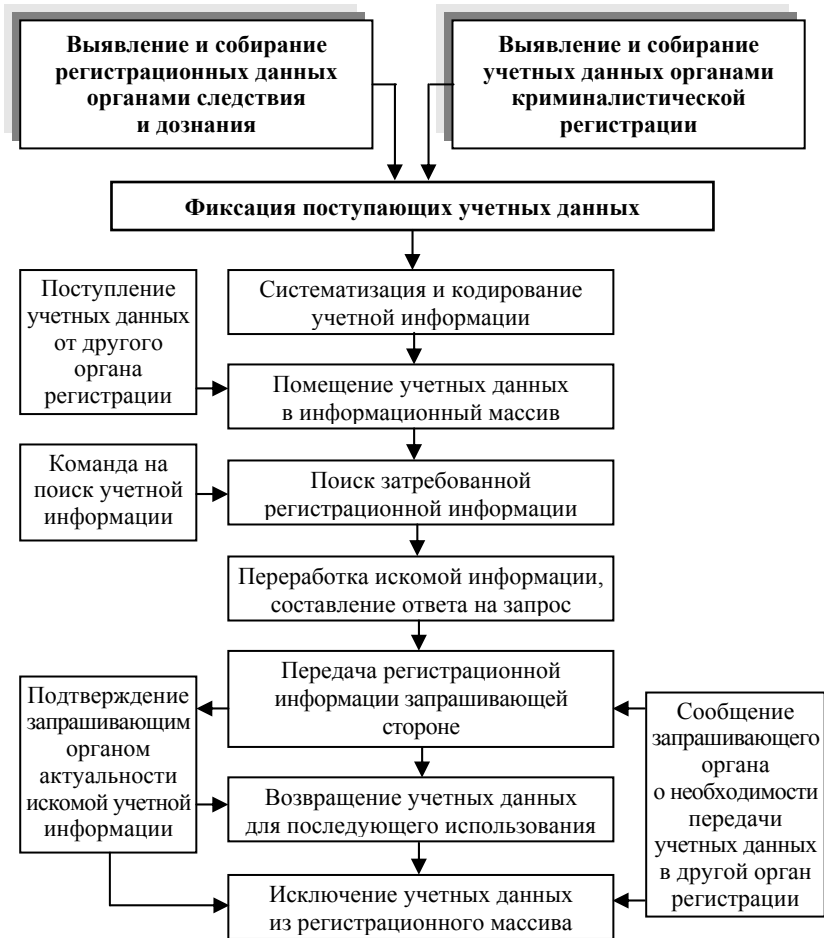 Выявление и собирание
регистрационных данных
органами следствия
и дознания
Выявление и собирание
учетных данных органами
криминалистической
регистрации
Фиксация поступающих учетных данных
Поступление
учетных данных
от другого
органа
регистрации
Систематизация и кодирование
учетной информации
Помещение учетных данных
в информационный массив
Команда на
поиск учетной
информации
Поиск затребованной
регистрационной информации
Переработка искомой информации,
составление ответа на запрос
Передача регистрационной
информации запрашивающей
стороне
Подтверждение
запрашивающим
органом
актуальности
искомой учетной
информации
Сообщение
запрашивающего
органа
о необходимости
передачи
учетных данных
в другой орган
регистрации
Возвращение учетных данных
для последующего использования
Исключение учетных данных
из регистрационного массива